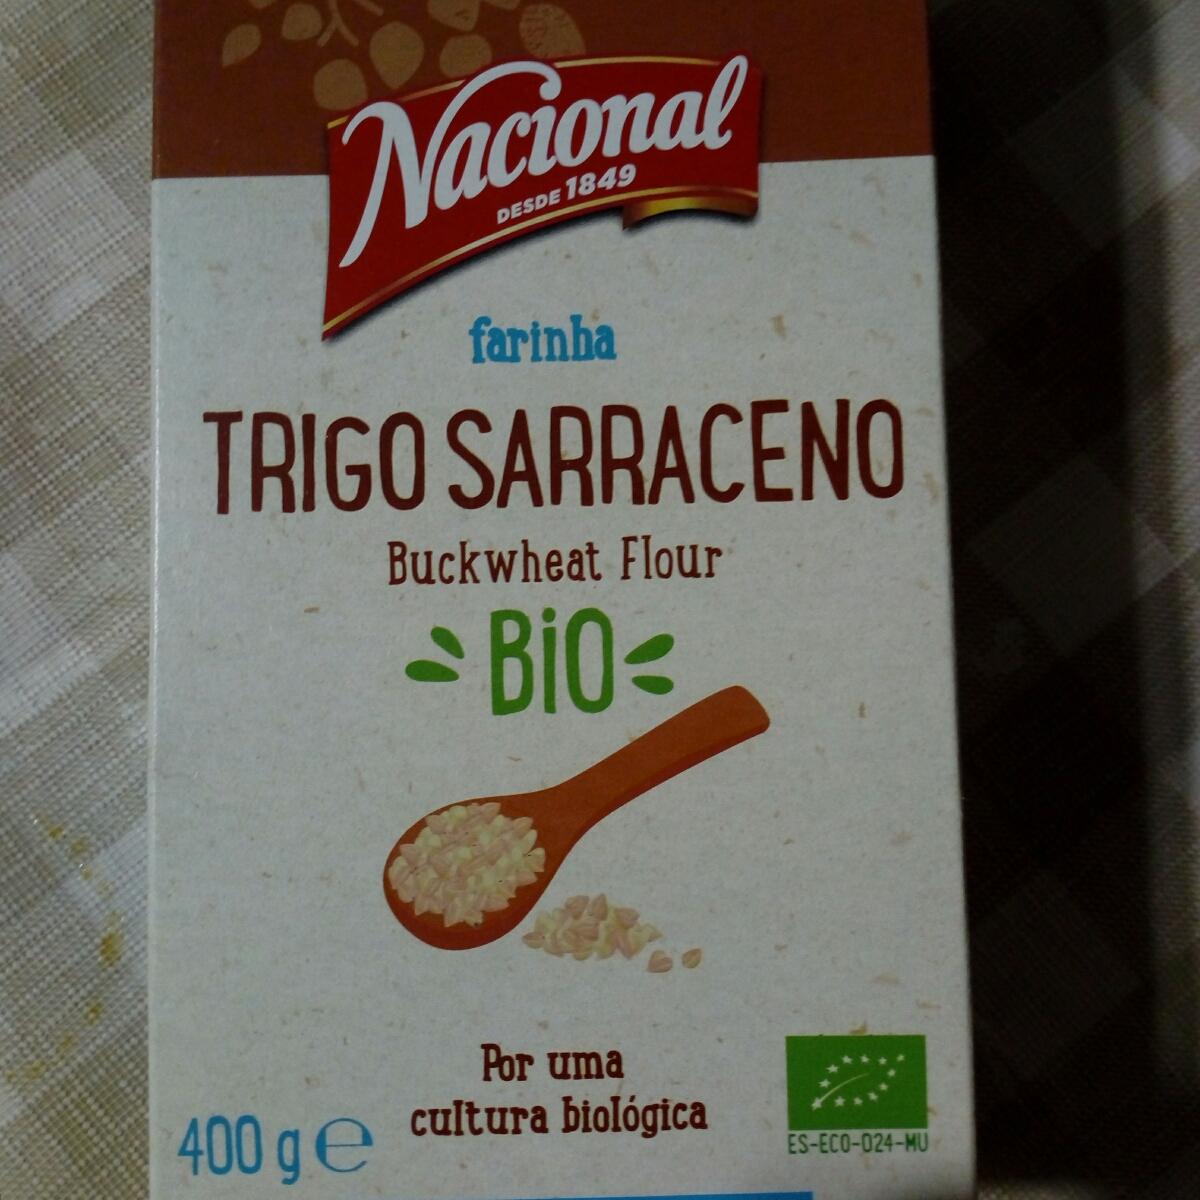 Nacional
DESDE 1849
farinha
TRIGO SARRACENO
Buckwheat Flour
BiO
Por uma
cultura biológica
400 g e
ES-ECO-024-MU